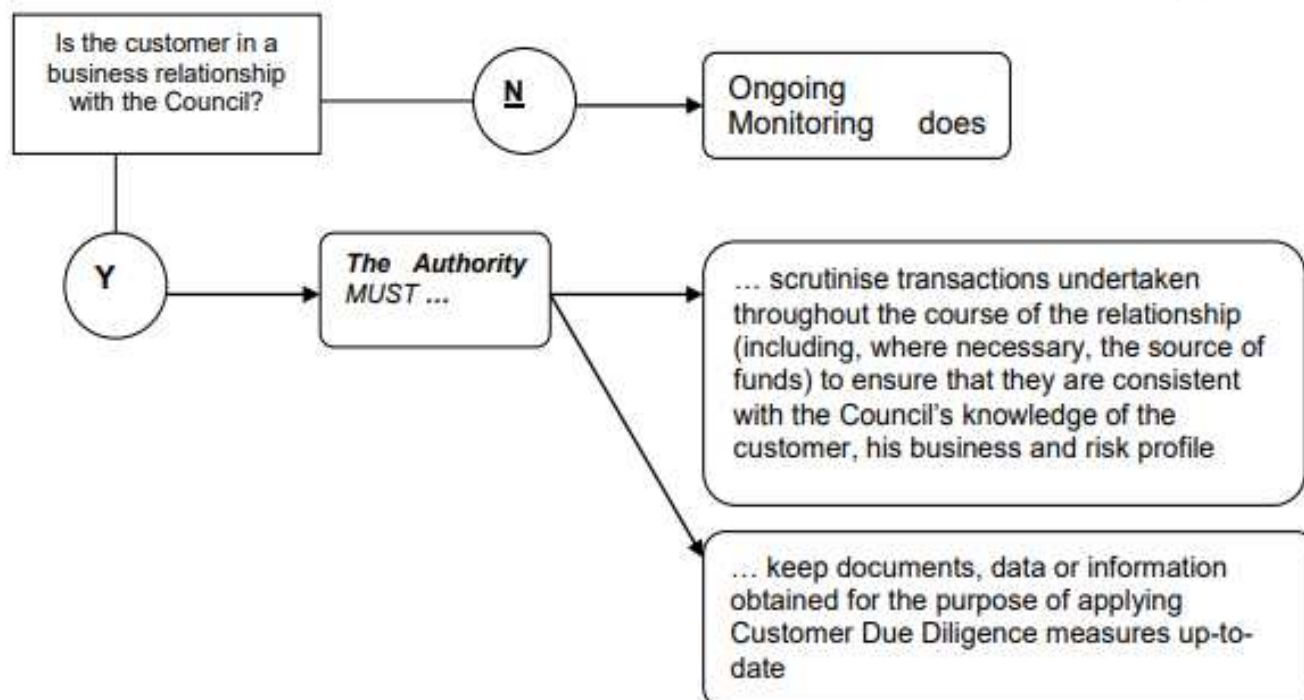 Is the customer in a
business relationship
with the Council?
N
Ongoing
Monitoring does
Y
The Authority
MUST ...
... scrutinise transactions undertaken
throughout the course of the relationship
(including, where necessary, the source of
funds) to ensure that they are consistent
with the Council's knowledge of the
customer, his business and risk profile
... keep documents, data or information
obtained for the purpose of applying
Customer Due Diligence measures up-to-
date